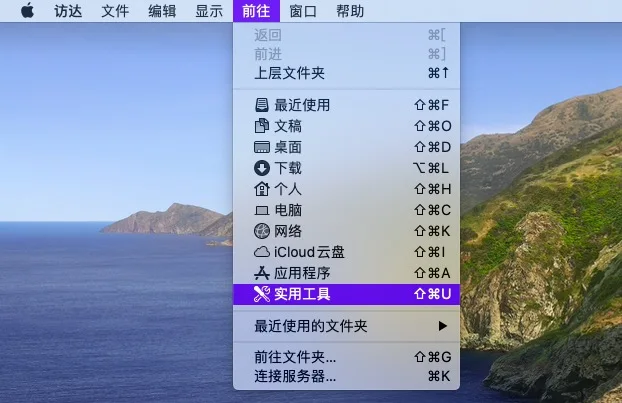 访达 文件 编辑 显示 前往 窗口 帮助
返回 ⌘[
前进 ⌘]
上层文件夹 ⌘↑
最近使用 ⇧⌘F
文稿 ⇧⌘O
桌面 ⇧⌘D
下载 ⌥⌘L
个人 ⇧⌘H
电脑 ⇧⌘C
网络 ⇧⌘K
iCloud云盘 ⇧⌘I
应用程序 ⇧⌘A
实用工具 ⇧⌘U
最近使用的文件夹 ▶
前往文件夹... ⇧⌘G
连接服务器... ⌘K